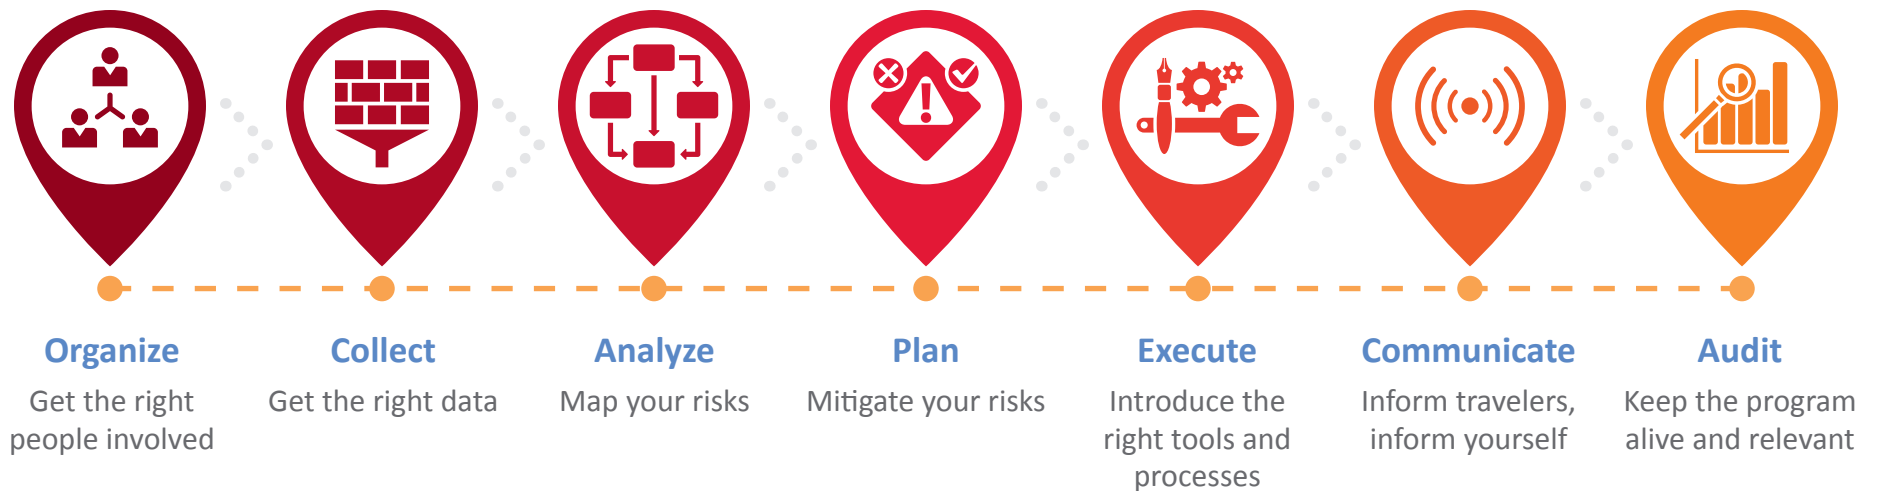 Organize
Get the right
people involved
Collect
Get the right data
Analyze
Map your risks
Plan
Mitigate your risks
Execute
Introduce the
right tools and
processes
Communicate
Inform travelers,
inform yourself
Audit
Keep the program
alive and relevant